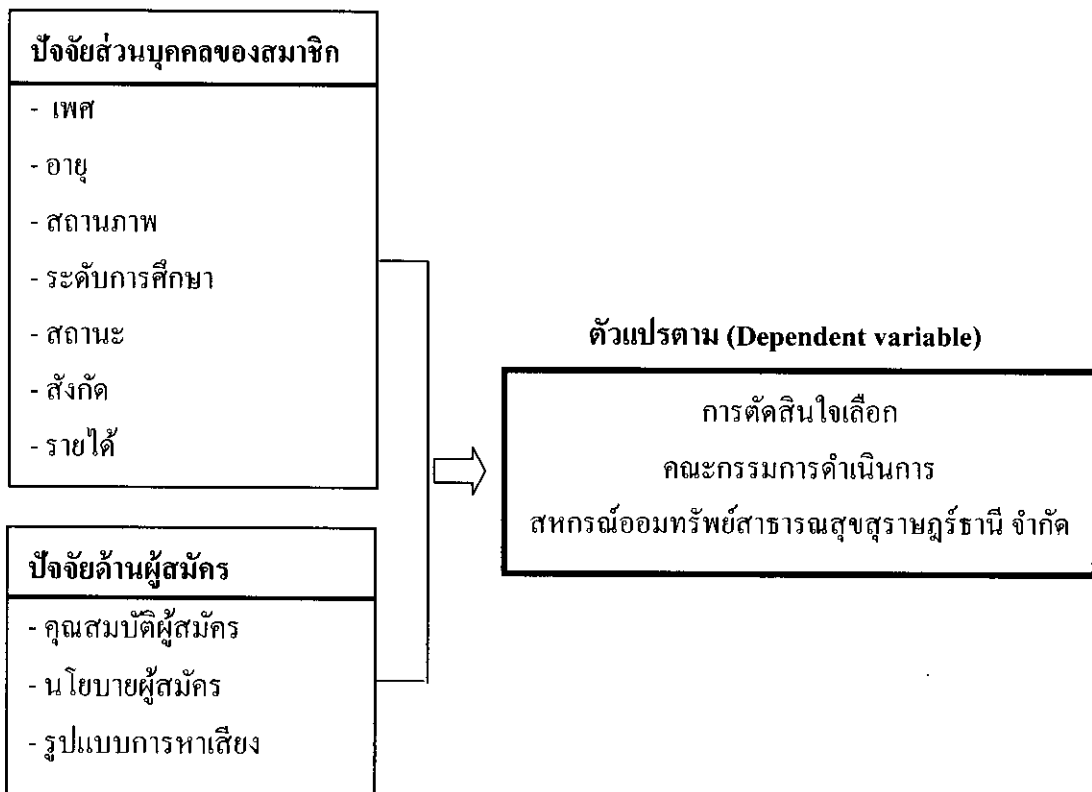 ปัจจัยส่วนบุคคลของสมาชิก
- เพศ
- อายุ
- สถานภาพ
- ระดับการศึกษา
- สถานะ
- สังกัด
- รายได้
ปัจจัยด้านผู้สมัคร
- คุณสมบัติผู้สมัคร
- นโยบายผู้สมัคร
- รูปแบบการหาเสียง
ตัวแปรตาม (Dependent variable)
การตัดสินใจเลือก
คณะกรรมการดำเนินการ
สหกรณ์ออมทรัพย์สาธารณสุขสุราษฎร์ธานี จำกัด